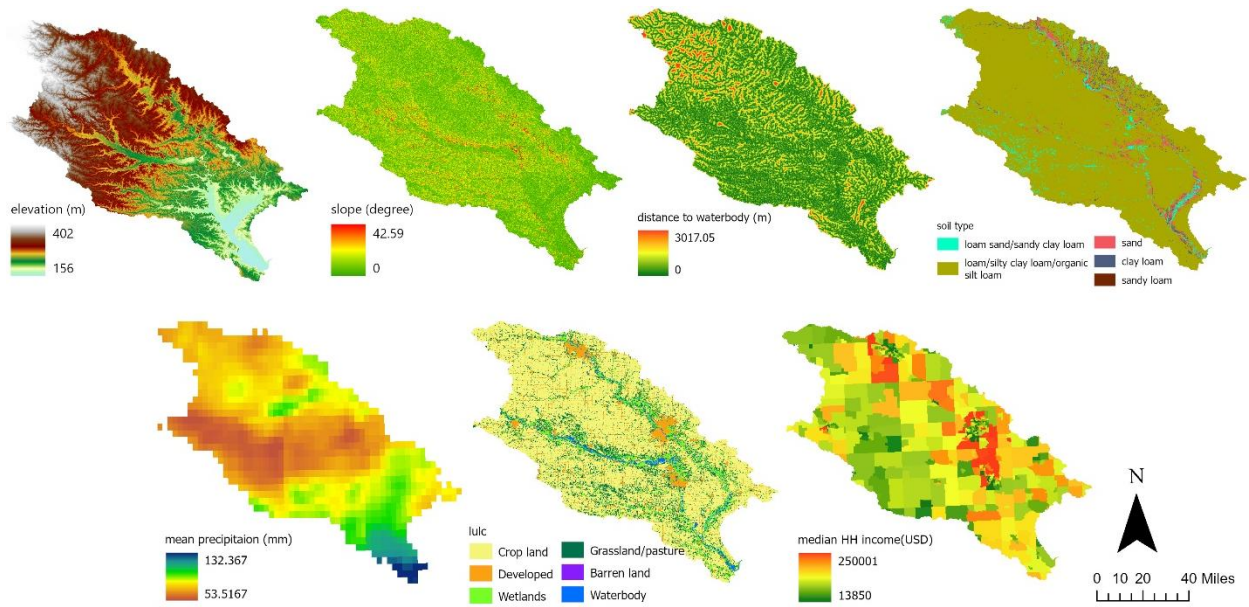 elevation (m)
402
156
slope (degree)
42.59
0
distance to waterbody (m)
3017.05
0
soil type
loam sand/sandy clay loam
loam/silty clay loam/organic
silt loam
sand
clay loam
sandy loam
mean precipitaion (mm)
132.367
53.5167
lulc
Crop land
Developed
Wetlands
Grassland/pasture
Barren land
Waterbody
median HH income(USD)
250001
13850
N
0 10 20 40 Miles